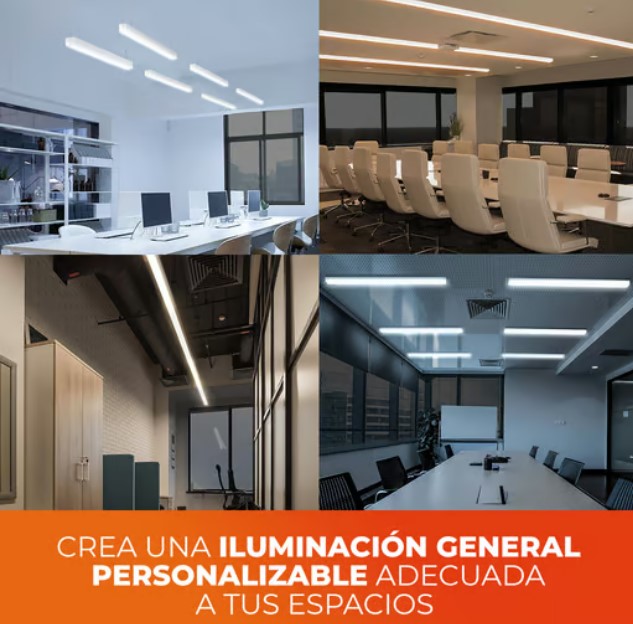 CREA UNA ILUMINACIÓN GENERAL
PERSONALIZABLE ADECUADA
A TUS ESPACIOS